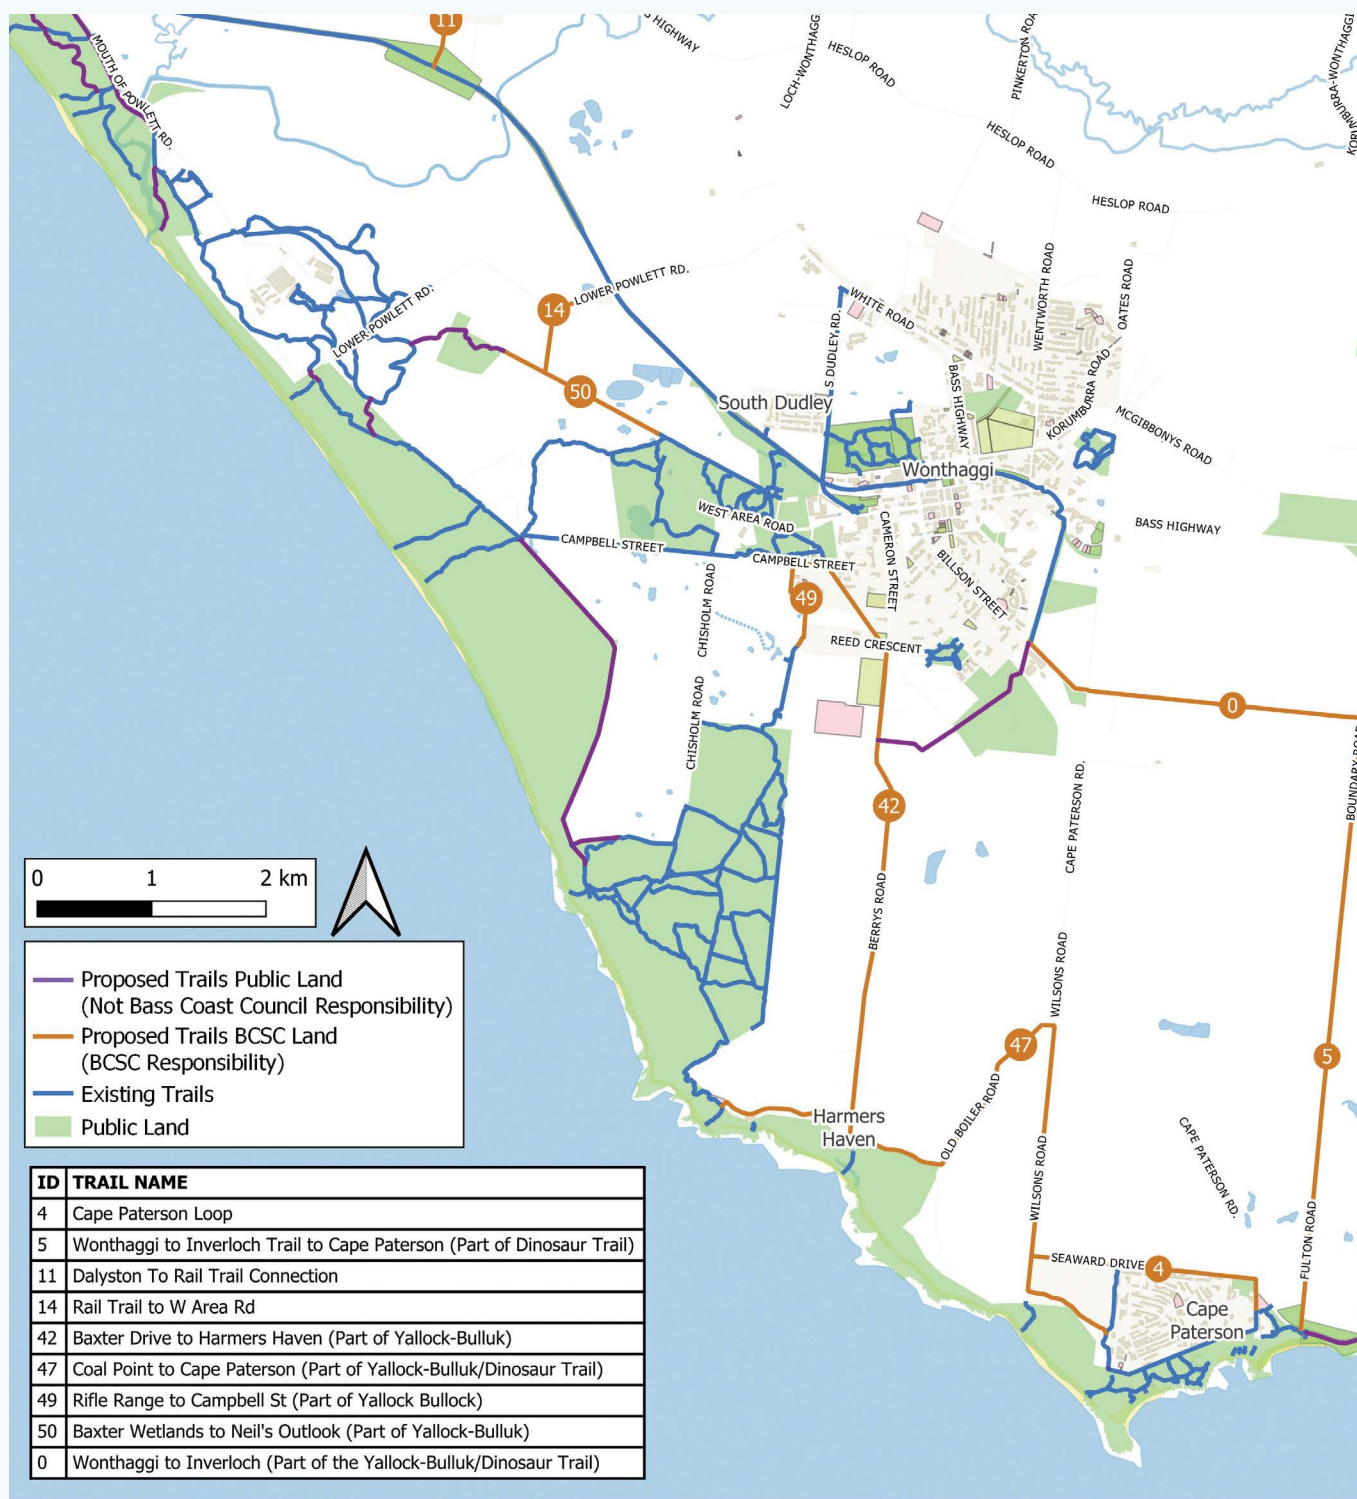 11
S HIGHWAY
HESLOP ROAD
LOCH-WONTHAGG
PINKERTON ROA
MOUTH OF POWLETT RD.
HESLOP ROAD
HESLOP ROAD
LOWER POWLETT RD.
14
LOWER POWLETT RD.
50
WHITE ROAD
S DUDLEY RD.
WENTWORTH ROAD
OATES ROAD
South Dudley
BASS HIGHWAY
KORUMBURRA ROAD
MCGIBBONYS ROAD
Wonthaggi
WEST AREA ROAD
CAMPBELL STREET
CAMPBELL STREET
CAMERON STREET
BILLSON STREET
BASS HIGHWAY
49
CHISHOLM ROAD
REED CRESCENT
CHISHOLM ROAD
0
BOUNDARY ROAD
42
CAPE PATERSON RD.
BERRYS ROAD
WILSONS ROAD
47
5
OLD BOILER ROAD
Harmers
Haven
WILSONS ROAD
CAPE PATERSON RD.
FULTON ROAD
SEAWARD DRIVE
4
Cape
Paterson
0 1 2 km
Proposed Trails Public Land
(Not Bass Coast Council Responsibility)
Proposed Trails BCSC Land
(BCSC Responsibility)
Existing Trails
Public Land
ID TRAIL NAME
4 Cape Paterson Loop
5 Wonthaggi to Inverloch Trail to Cape Paterson (Part of Dinosaur Trail)
11 Dalyston To Rail Trail Connection
14 Rail Trail to W Area Rd
42 Baxter Drive to Harmers Haven (Part of Yallock-Bulluk)
47 Coal Point to Cape Paterson (Part of Yallock-Bulluk/Dinosaur Trail)
49 Rifle Range to Campbell St (Part of Yallock Bullock)
50 Baxter Wetlands to Neil's Outlook (Part of Yallock-Bulluk)
0 Wonthaggi to Inverloch (Part of the Yallock-Bulluk/Dinosaur Trail)